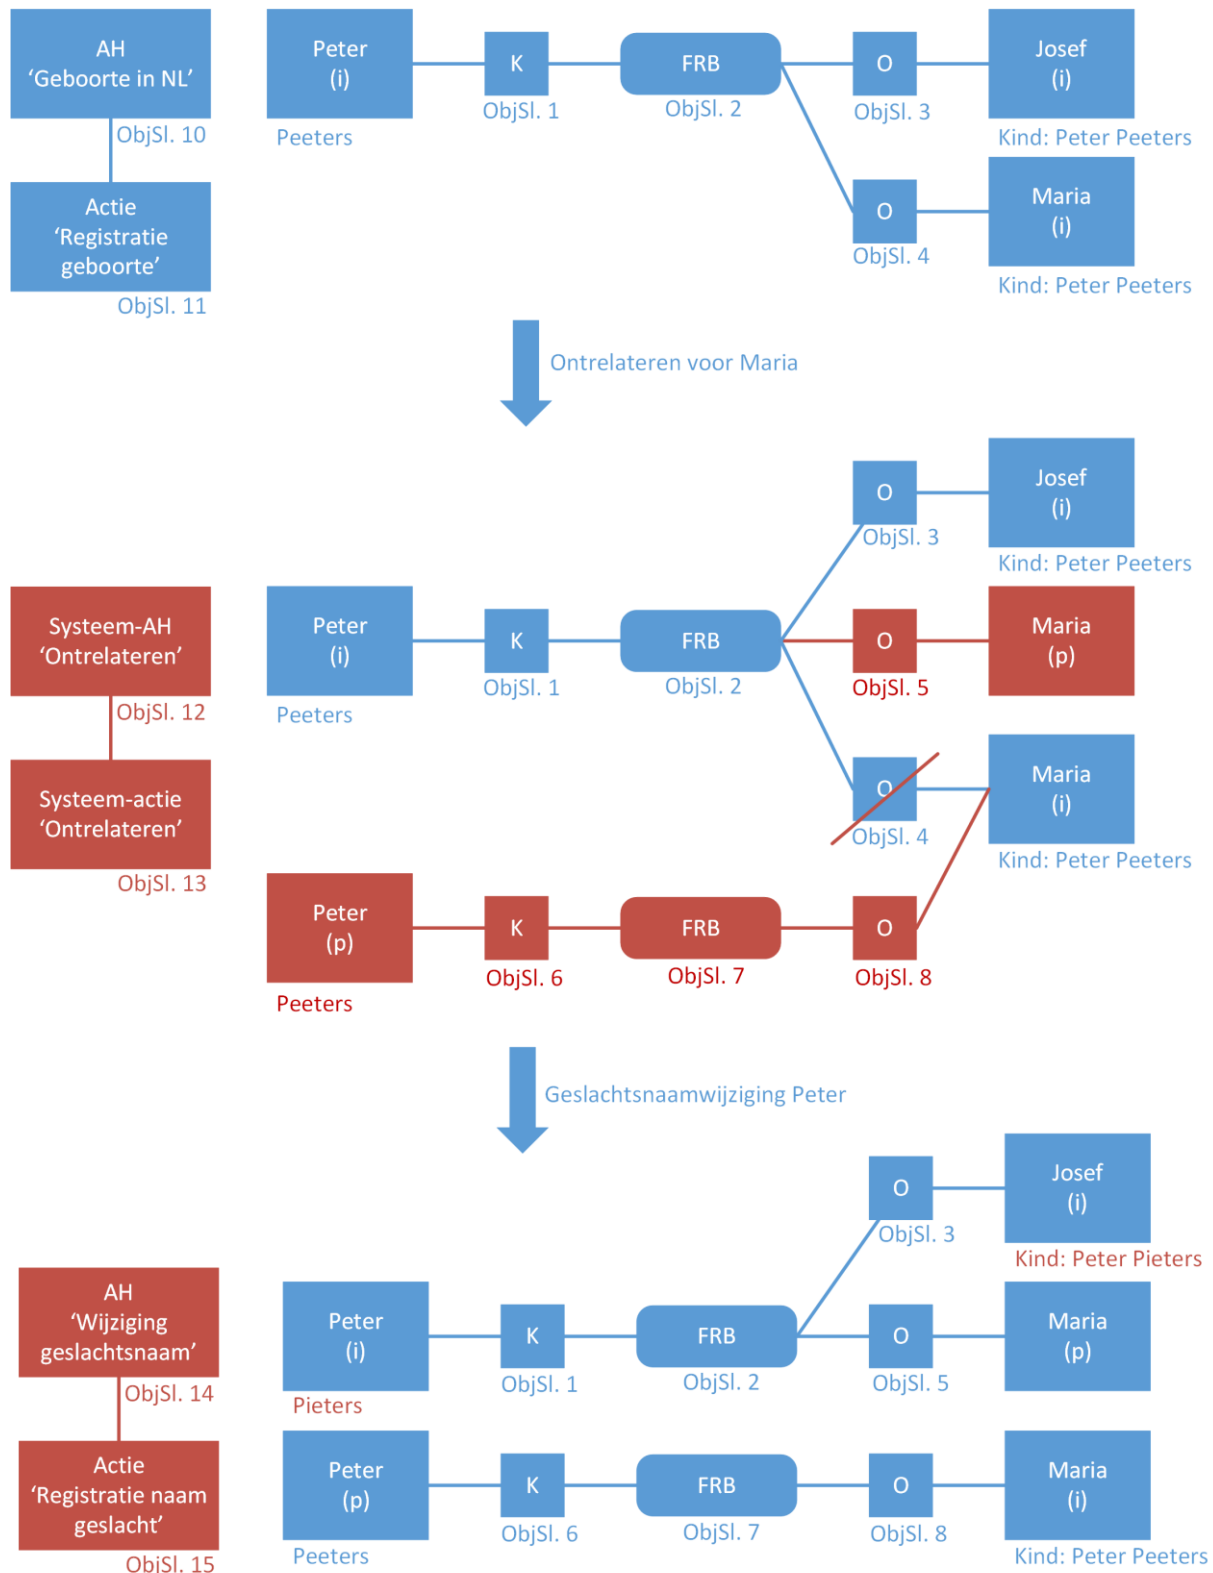 AH
‘Geboorte in NL’
ObjSl. 10
Actie
‘Registratie
geboorte’
ObjSl. 11
Peter
(i)
Peeters
K
ObjSl. 1
FRB
ObjSl. 2
O
ObjSl. 3
Josef
(i)
Kind: Peter Peeters
O
ObjSl. 4
Maria
(i)
Kind: Peter Peeters
Ontrelateren voor Maria
Systeem-AH
‘Ontrelateren’
ObjSl. 12
Systeem-actie
‘Ontrelateren’
ObjSl. 13
O
ObjSl. 3
Josef
(i)
Kind: Peter Peeters
Peter
(i)
Peeters
K
ObjSl. 1
FRB
ObjSl. 2
O
ObjSl. 5
Maria
(p)
O
ObjSl. 4
Maria
(i)
Kind: Peter Peeters
Peter
(p)
Peeters
K
ObjSl. 6
FRB
ObjSl. 7
O
ObjSl. 8
Geslachtsnaamwijziging Peter
AH
‘Wijziging
geslachtsnaam’
ObjSl. 14
Actie
‘Registratie naam
geslacht’
ObjSl. 15
O
ObjSl. 3
Josef
(i)
Kind: Peter Pieters
Peter
(i)
Pieters
K
ObjSl. 1
FRB
ObjSl. 2
O
ObjSl. 5
Maria
(p)
Peter
(p)
Peeters
K
ObjSl. 6
FRB
ObjSl. 7
O
ObjSl. 8
Maria
(i)
Kind: Peter Peeters